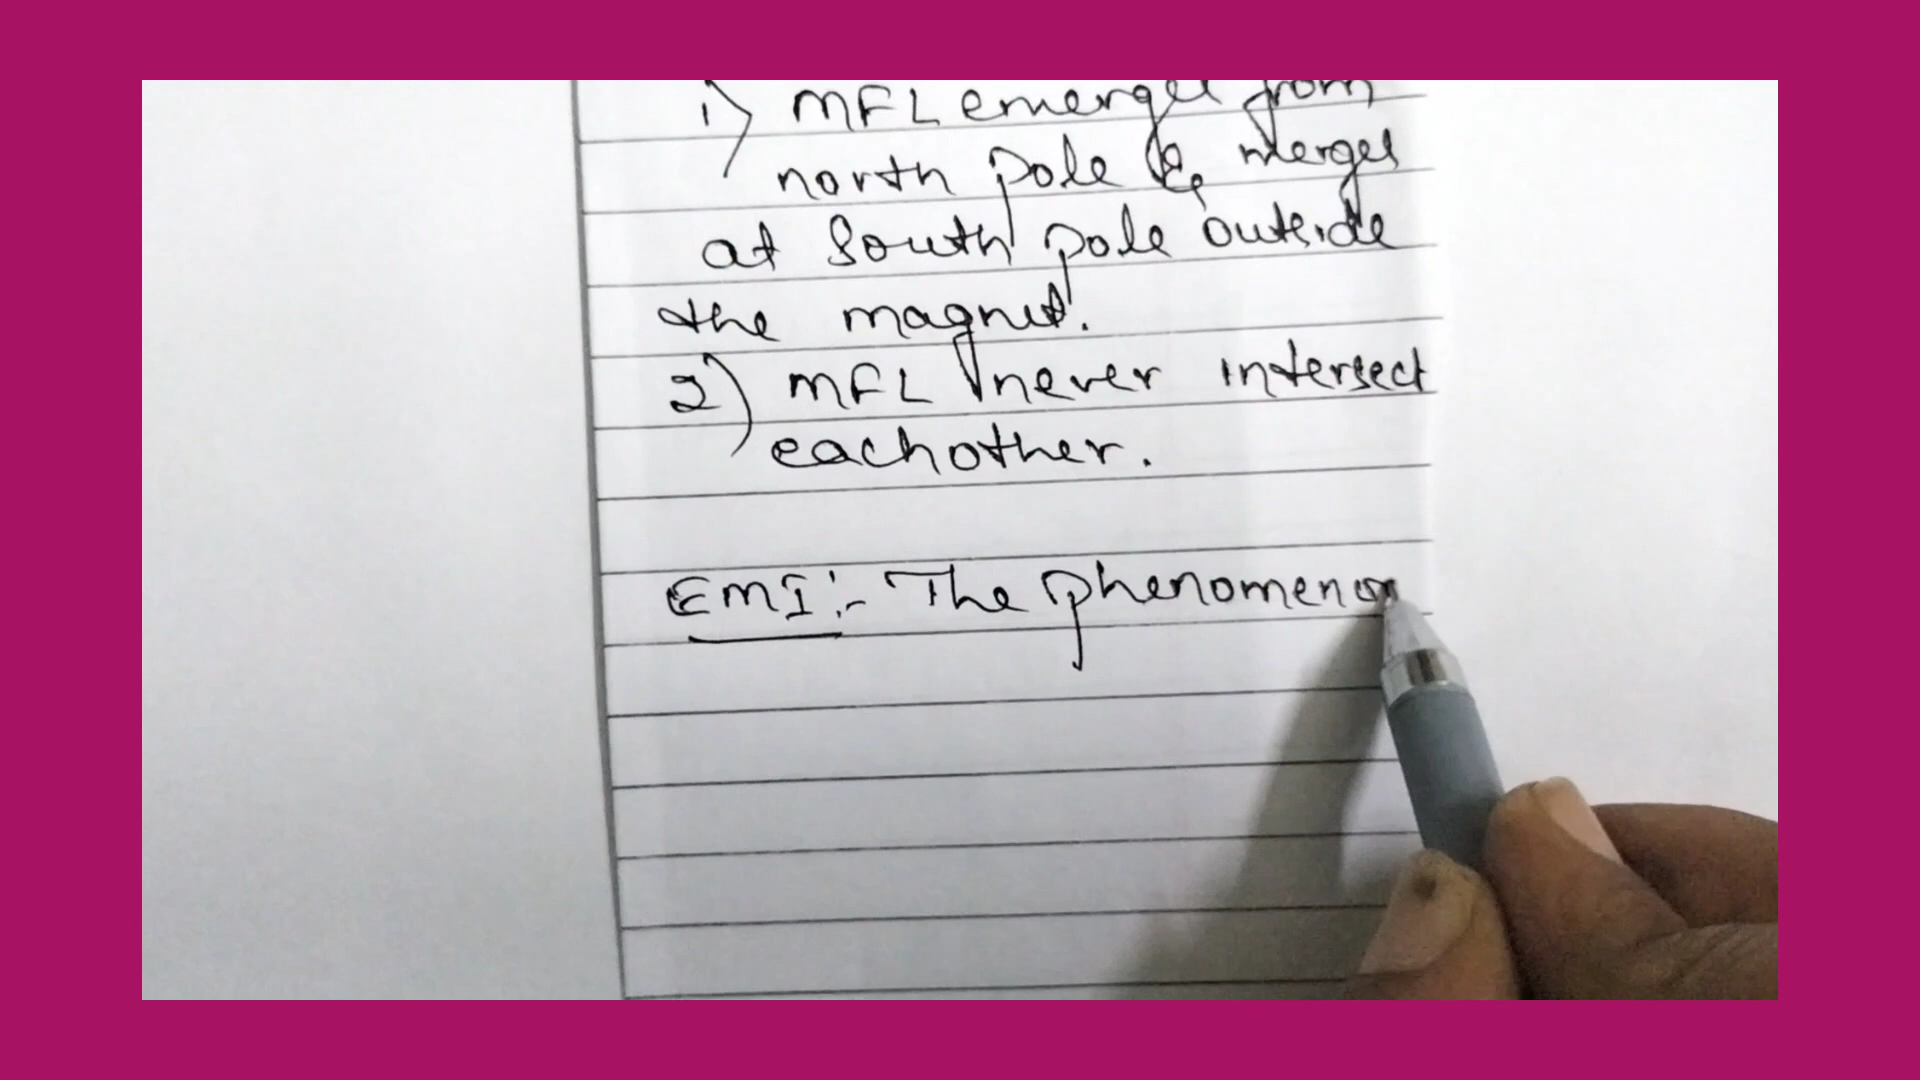 1) MFL emerges from
north pole & merges
at South pole outside
the magnet.
2) MFL never intersect
eachother.
EMI:- The phenomenon